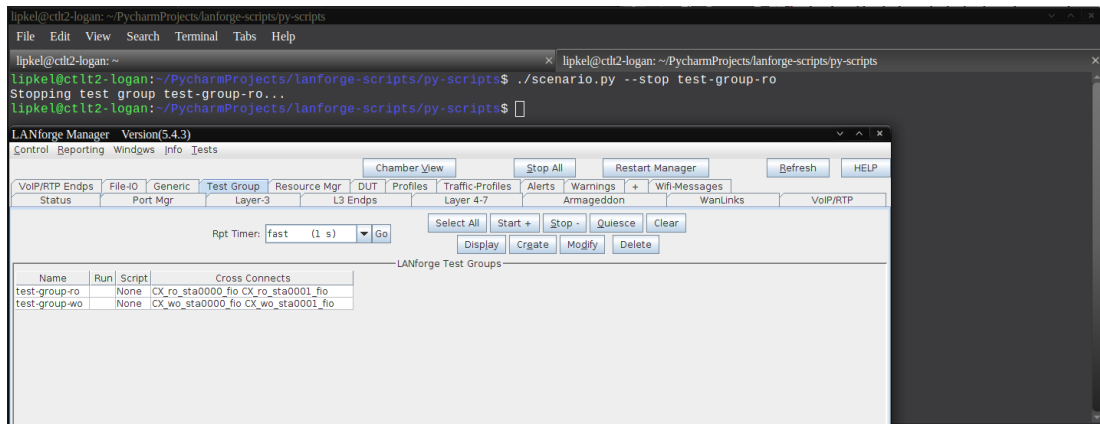 lipkel@ctlt2-logan: ~/PycharmProjects/lanforge-scripts/py-scripts
File Edit View Search Terminal Tabs Help
lipkel@ctlt2-logan: ~ × lipkel@ctlt2-logan: ~/PycharmProjects/lanforge-scripts/py-scripts ×
lipkel@ctlt2-logan:~/PycharmProjects/lanforge-scripts/py-scripts$ ./scenario.py --stop test-group-ro
Stopping test group test-group-ro...
lipkel@ctlt2-logan:~/PycharmProjects/lanforge-scripts/py-scripts$
LANforge Manager Version(5.4.3)
Control Reporting Windows Info Tests
Chamber View Stop All Restart Manager Refresh HELP
VoIP/RTP Endps File-IO Generic Test Group Resource Mgr DUT Profiles Traffic-Profiles Alerts Warnings + Wifi-Messages
Status Port Mgr Layer-3 L3 Endps Layer 4-7 Armageddon WanLinks VoIP/RTP
Rpt Timer: fast (1 s) Go Select All Start + Stop - Quiesce Clear
Display Create Modify Delete
LANforge Test Groups
Name Run Script Cross Connects
test-group-ro None CX_ro_sta0000_fio CX_ro_sta0001_fio
test-group-wo None CX_wo_sta0000_fio CX_wo_sta0001_fio